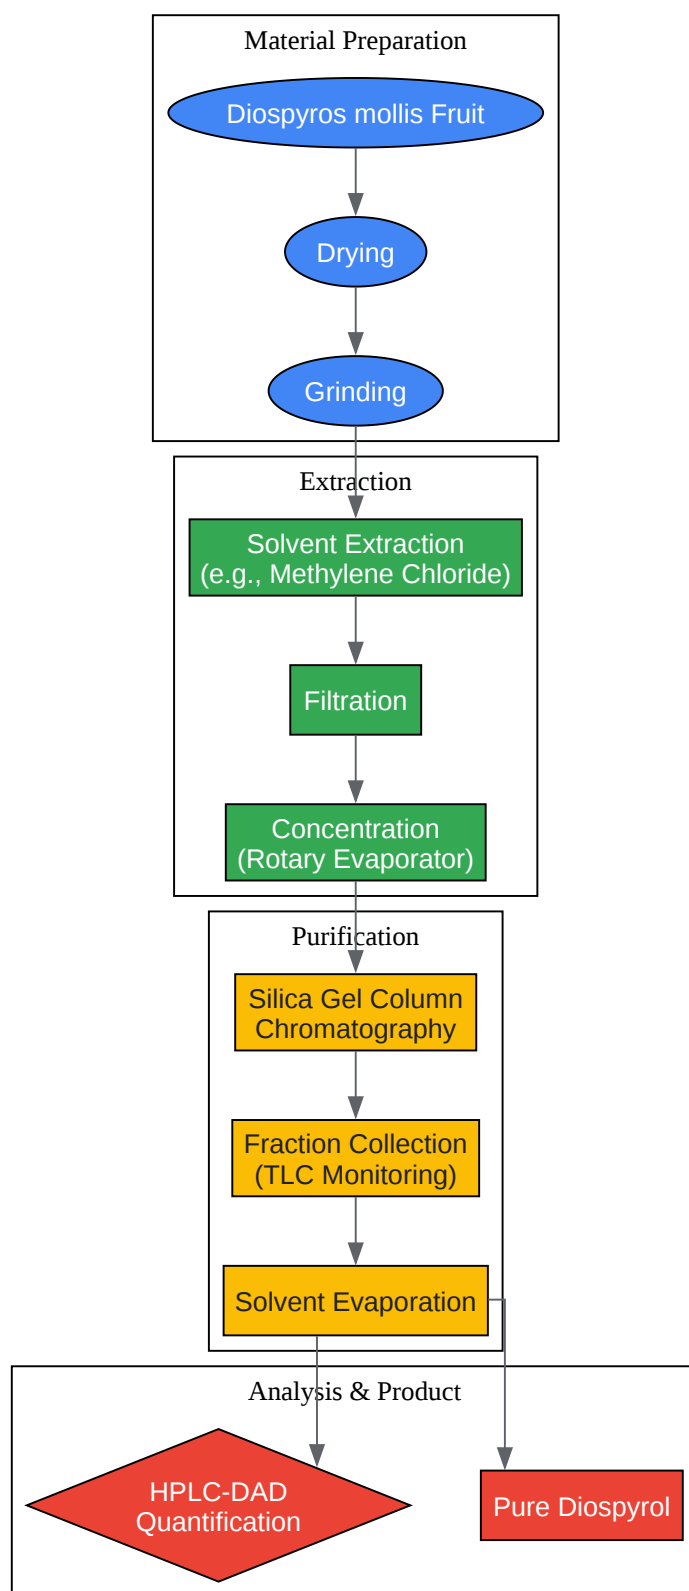 Material Preparation
Diospyros mollis Fruit
Drying
Grinding
Extraction
Solvent Extraction
(e.g., Methylene Chloride)
Filtration
Concentration
(Rotary Evaporator)
Purification
Silica Gel Column
Chromatography
Fraction Collection
(TLC Monitoring)
Solvent Evaporation
Analysis & Product
HPLC-DAD
Quantification
Pure Diospyrol